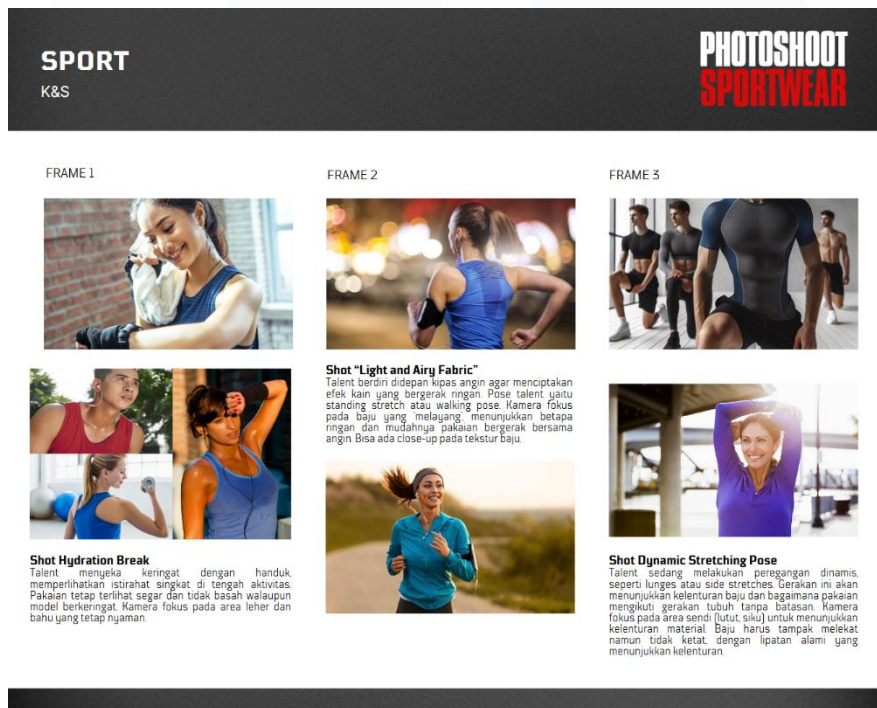 SPORT
K&S
PHOTOSHOOT
SPORTWEAR
FRAME 1
Shot Hydration Break
Talent menyeka keringat dengan handuk,
memperlihatkan istirahat singkat di tengah aktivitas.
Pakaian tetap terlihat segar dan tidak basah walaupun
model berkeringat. Kamera fokus pada area leher dan
bahu yang tetap nyaman.
FRAME 2
Shot “Light and Airy Fabric”
Talent berdiri didepan kipas angin agar menciptakan
efek kain yang bergerak ringan. Pose talent yaitu
standing stretch atau walking pose. Kamera fokus
pada baju yang 'melayang, menunjukkan betapa
ringan dan mudahnya pakaian bergerak bersama
angin. Bisa ada close-up pada tekstur baju.
FRAME 3
Shot Dynamic Stretching Pose
Talent sedang melakukan peregangan dinamis,
seperti lunges atau side stretches. Gerakan ini akan
menunjukkan kelenturan baju dan bagaimana pakaian
mengikuti gerakan tubuh tanpa batasan. Kamera
fokus pada area sendi (lutut, siku) untuk menunjukkan
kelenturan material. Baju harus tampak melekat
namun tidak ketat, dengan lipatan alami yang
menunjukkan kelenturan.